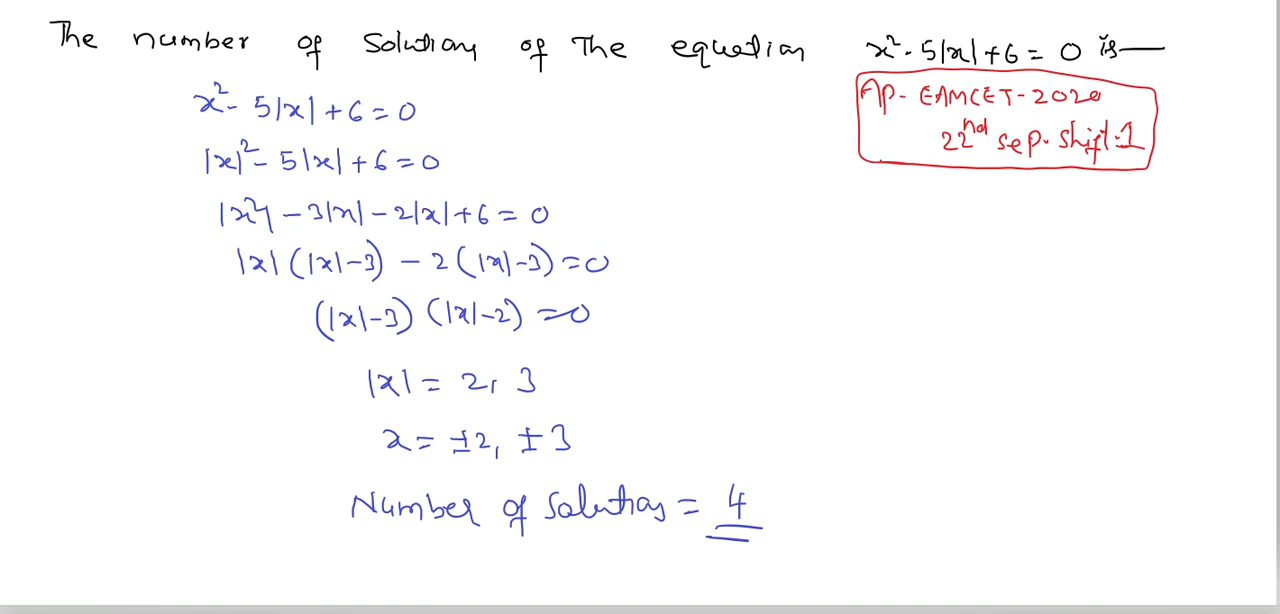 The number of Solutions of The equation x² - 5|x| + 6 = 0 is —
AP - EAMCET - 2020
22nd sep. shift-1
x² - 5|x| + 6 = 0
|x|² - 5|x| + 6 = 0
|x²| - 3|x| - 2|x| + 6 = 0
|x| (|x| - 3) - 2 (|x| - 3) = 0
(|x| - 3) (|x| - 2) = 0
|x| = 2, 3
x = ±2, ±3
Number of Solutions = 4